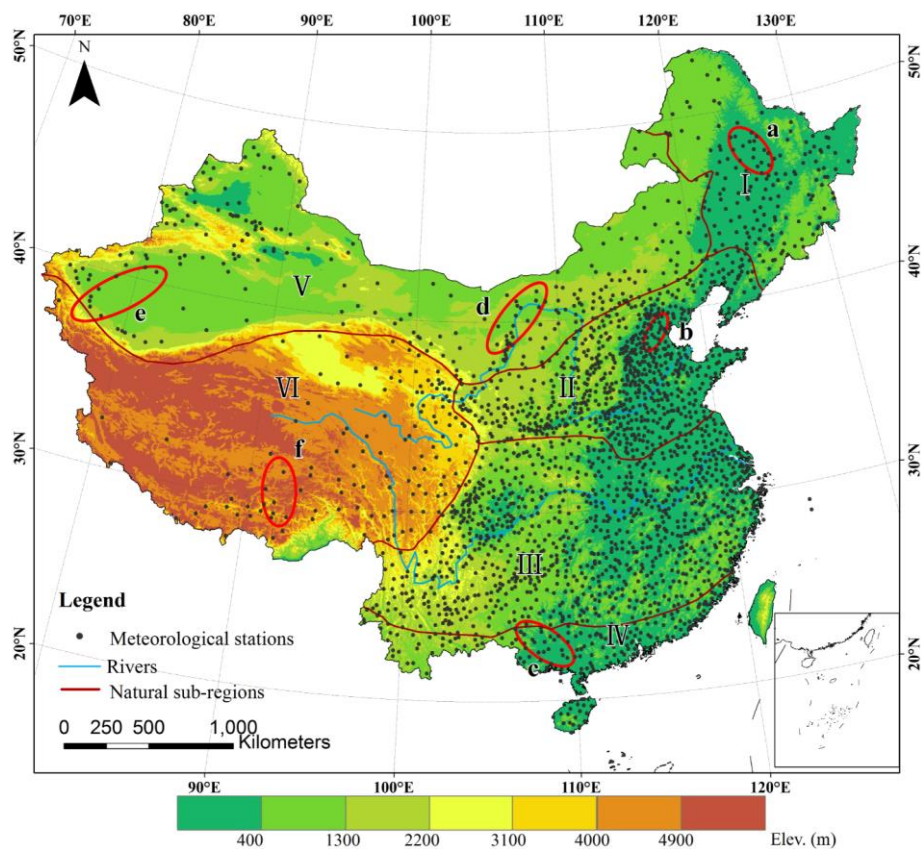 70°E 80°E 90°E 100°E 110°E 120°E 130°E
N
50°N
50°N
a
I
40°N
40°N
V
e
d
b
II
VI
f
30°N
30°N
III
IV
c
20°N
20°N
Legend
Meteorological stations
Rivers
Natural sub-regions
0 250 500 1,000
Kilometers
90°E 100°E 110°E 120°E
400 1300 2200 3100 4000 4900 Elev. (m)